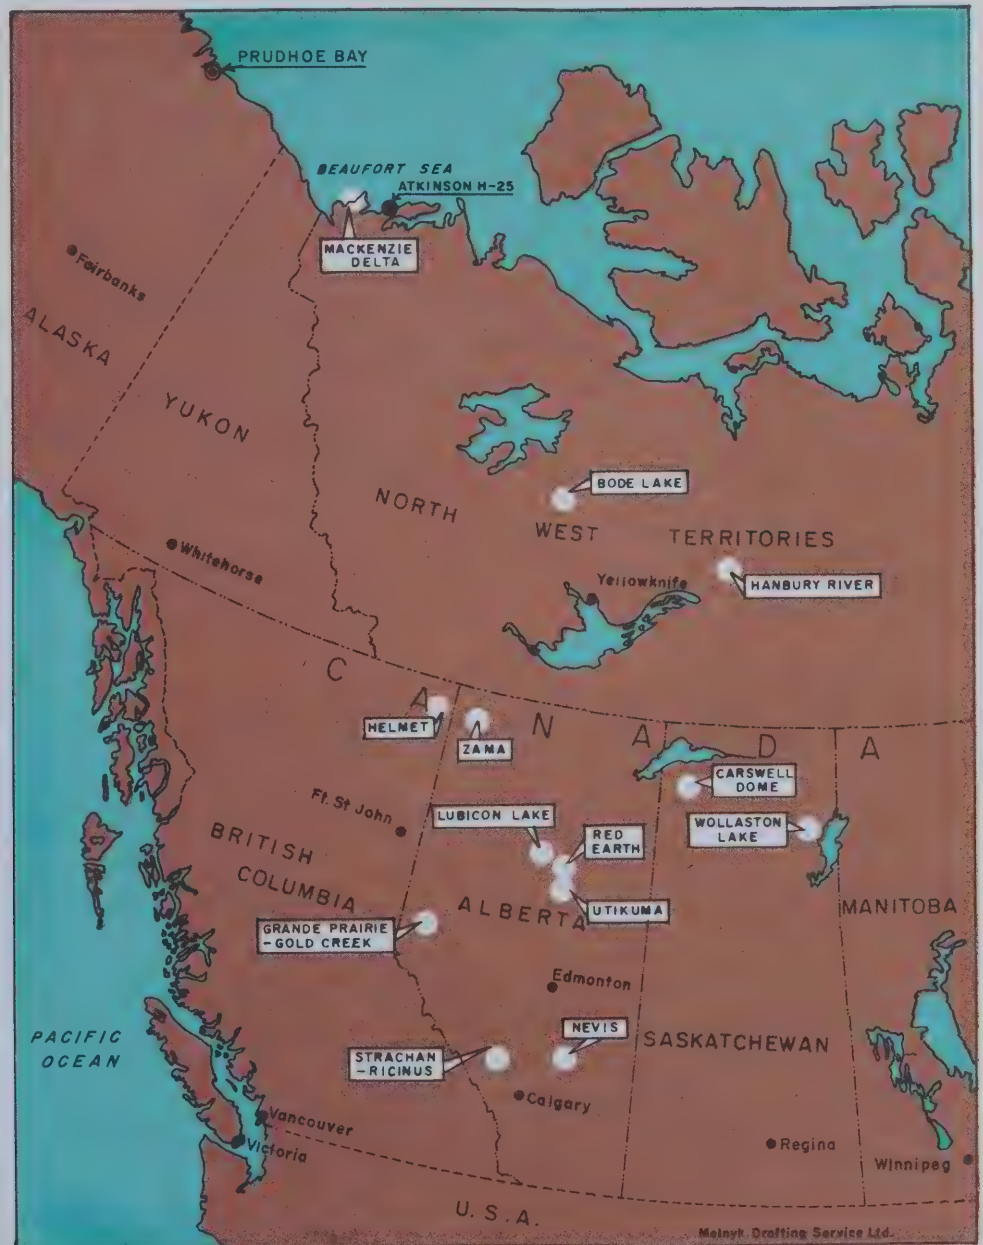 PRUDHOE BAY
BEAUFORT SEA
ATKINSON H-25
MACKENZIE
DELTA
Fairbanks
ALASKA
YUKON
BODE LAKE
NORTH WEST TERRITORIES
Whitehorse
Yellowknife
HANBURY RIVER
CANADA
HELMET
ZAMA
CARSWELL
DOME
Ft. St John
LUBICON LAKE
RED
EARTH
WOLLASTON
LAKE
BRITISH
COLUMBIA
ALBERTA
UTIKUMA
MANITOBA
GRANDE PRAIRIE
-GOLD CREEK
Edmonton
PACIFIC
OCEAN
NEVIS
STRACHAN
-RICINUS
SASKATCHEWAN
Calgary
Vancouver
Victoria
Regina
Winnipeg
U.S.A.
Melnyk Drafting Service Ltd.